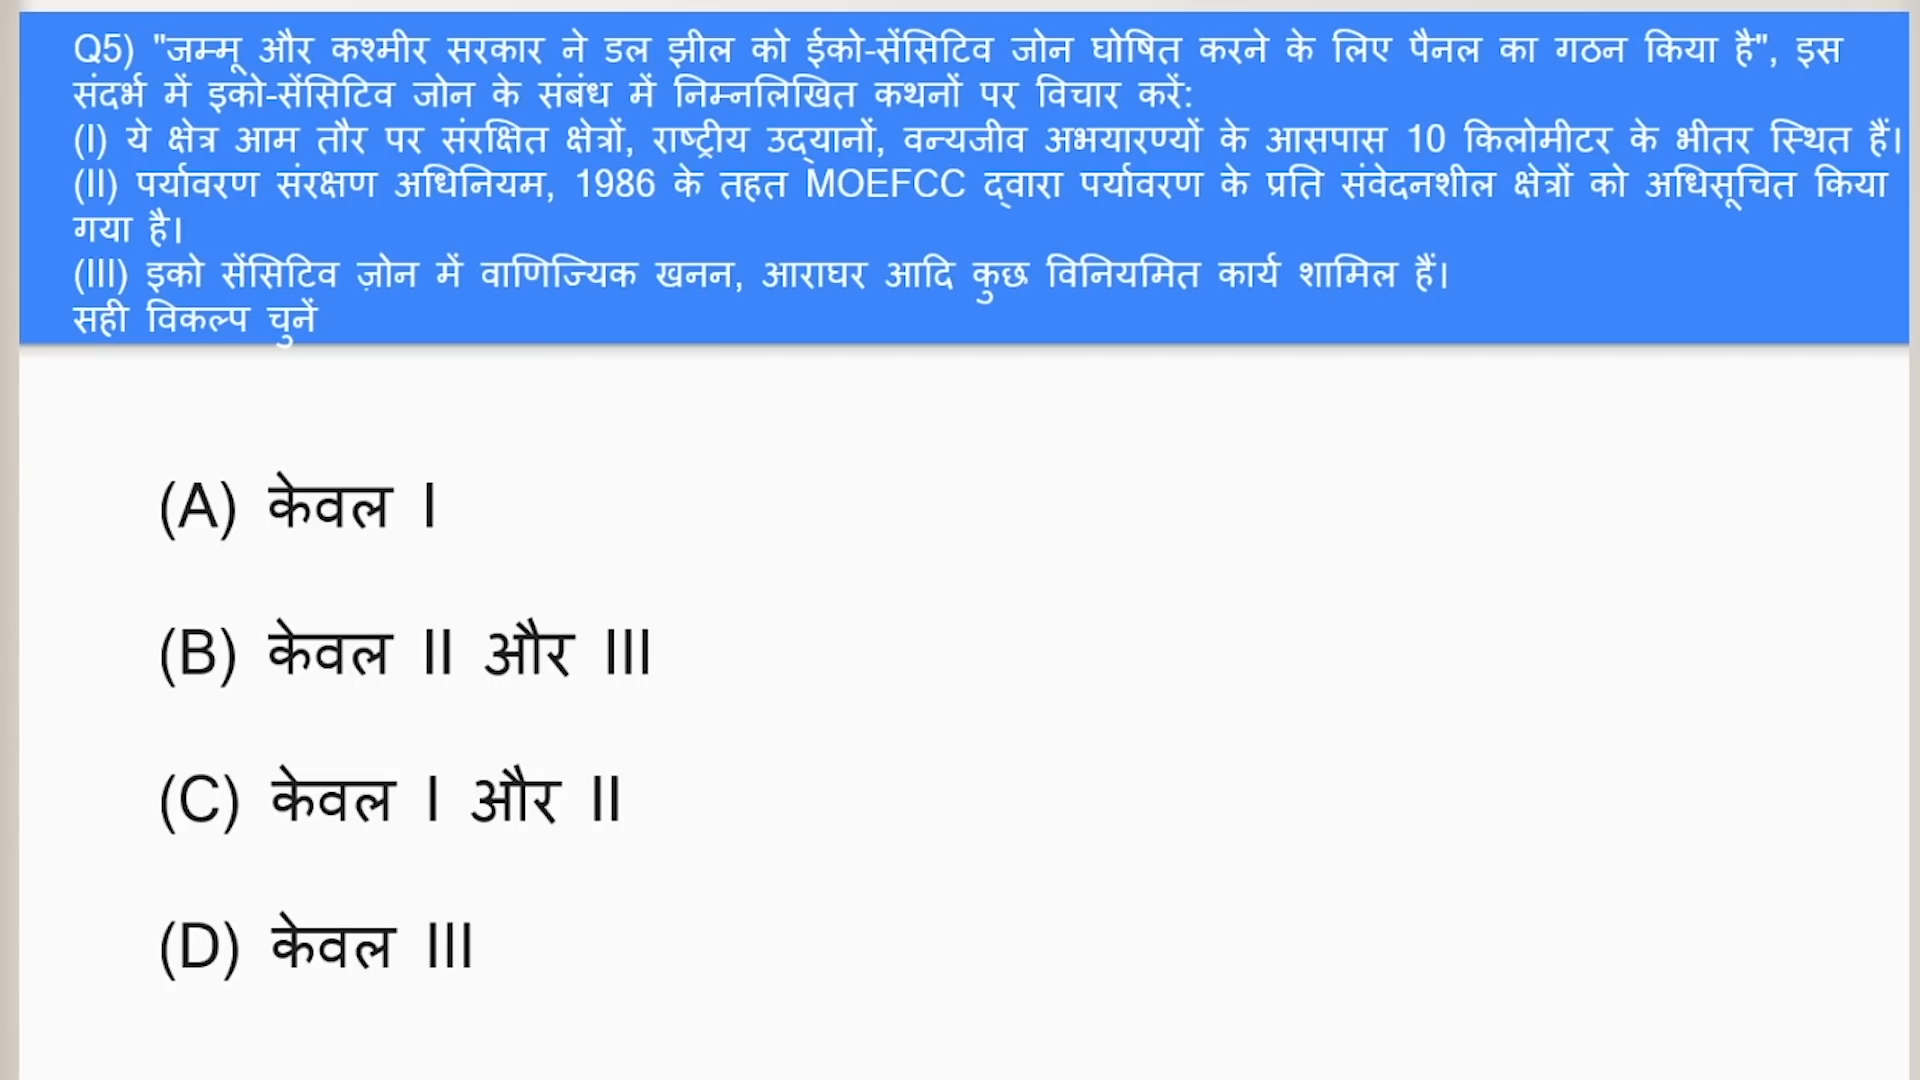 Q5) "जम्मू और कश्मीर सरकार ने डल झील को ईको-सेंसिटिव जोन घोषित करने के लिए पैनल का गठन किया है", इस
संदर्भ में इको-सेंसिटिव जोन के संबंध में निम्नलिखित कथनों पर विचार करें:
(I) ये क्षेत्र आम तौर पर संरक्षित क्षेत्रों, राष्ट्रीय उद्यानों, वन्यजीव अभयारण्यों के आसपास 10 किलोमीटर के भीतर स्थित हैं।
(II) पर्यावरण संरक्षण अधिनियम, 1986 के तहत MOEFCC द्वारा पर्यावरण के प्रति संवेदनशील क्षेत्रों को अधिसूचित किया
गया है।
(III) इको सेंसिटिव ज़ोन में वाणिज्यिक खनन, आराघर आदि कुछ विनियमित कार्य शामिल हैं।
सही विकल्प चुनें
(A) केवल I
(B) केवल II और III
(C) केवल I और II
(D) केवल III